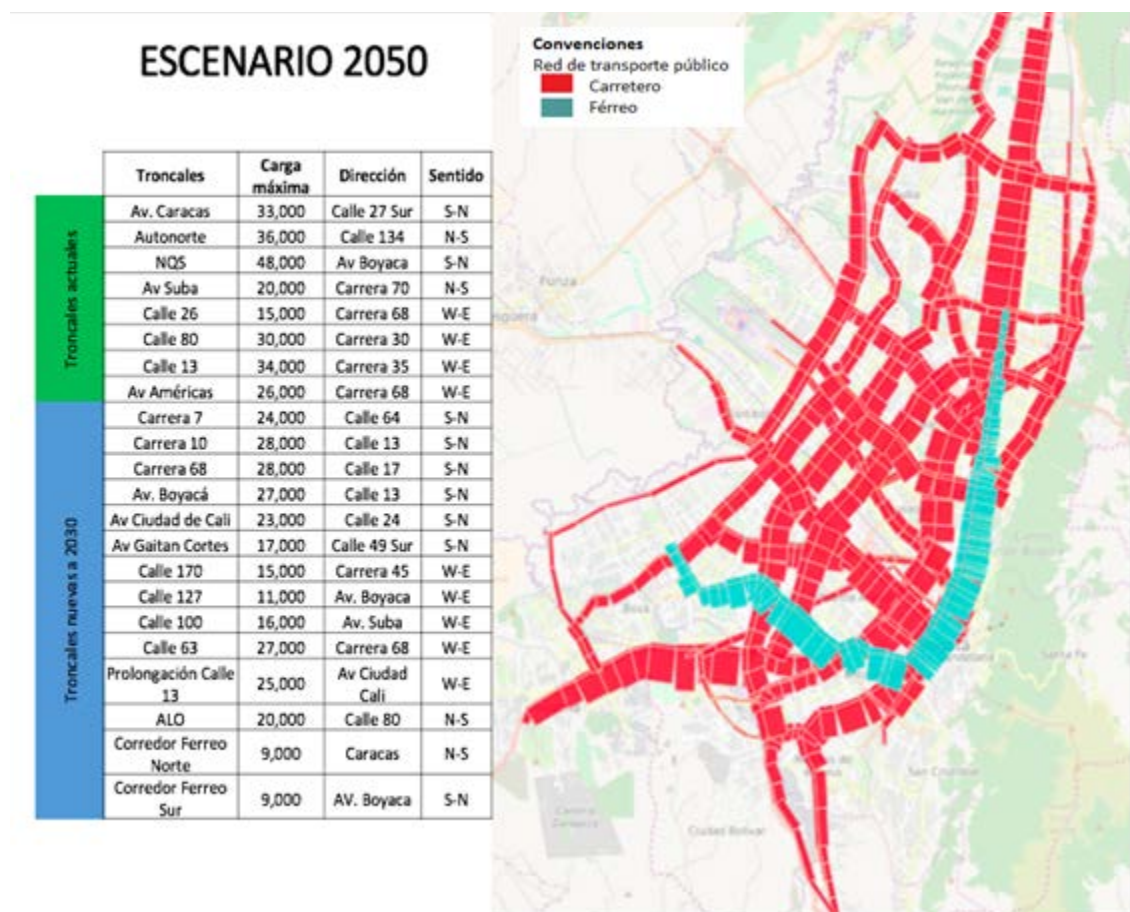 ESCENARIO 2050
Convenciones
Red de transporte público
Carretero
Férreo
Troncales Carga máxima Dirección Sentido
Troncales actuales
Av. Caracas 33,000 Calle 27 Sur S-N
Autonorte 36,000 Calle 134 N-S
NQS 48,000 Av Boyaca S-N
Av Suba 20,000 Carrera 70 N-S
Calle 26 15,000 Carrera 68 W-E
Calle 80 30,000 Carrera 30 W-E
Calle 13 34,000 Carrera 35 W-E
Av Américas 26,000 Carrera 68 W-E
Troncales nuevas a 2030
Carrera 7 24,000 Calle 64 S-N
Carrera 10 28,000 Calle 13 S-N
Carrera 68 28,000 Calle 17 S-N
Av. Boyacá 27,000 Calle 13 S-N
Av Ciudad de Cali 23,000 Calle 24 S-N
Av Gaitan Cortes 17,000 Calle 49 Sur S-N
Calle 170 15,000 Carrera 45 W-E
Calle 127 11,000 Av. Boyaca W-E
Calle 100 16,000 Av. Suba W-E
Calle 63 27,000 Carrera 68 W-E
Prolongación Calle 13 25,000 Av Ciudad Cali W-E
ALO 20,000 Calle 80 N-S
Corredor Ferreo Norte 9,000 Caracas N-S
Corredor Ferreo Sur 9,000 AV. Boyaca S-N
Funza
Bosa
Santa Fe
San Cristóbal
Ciudad Bolívar